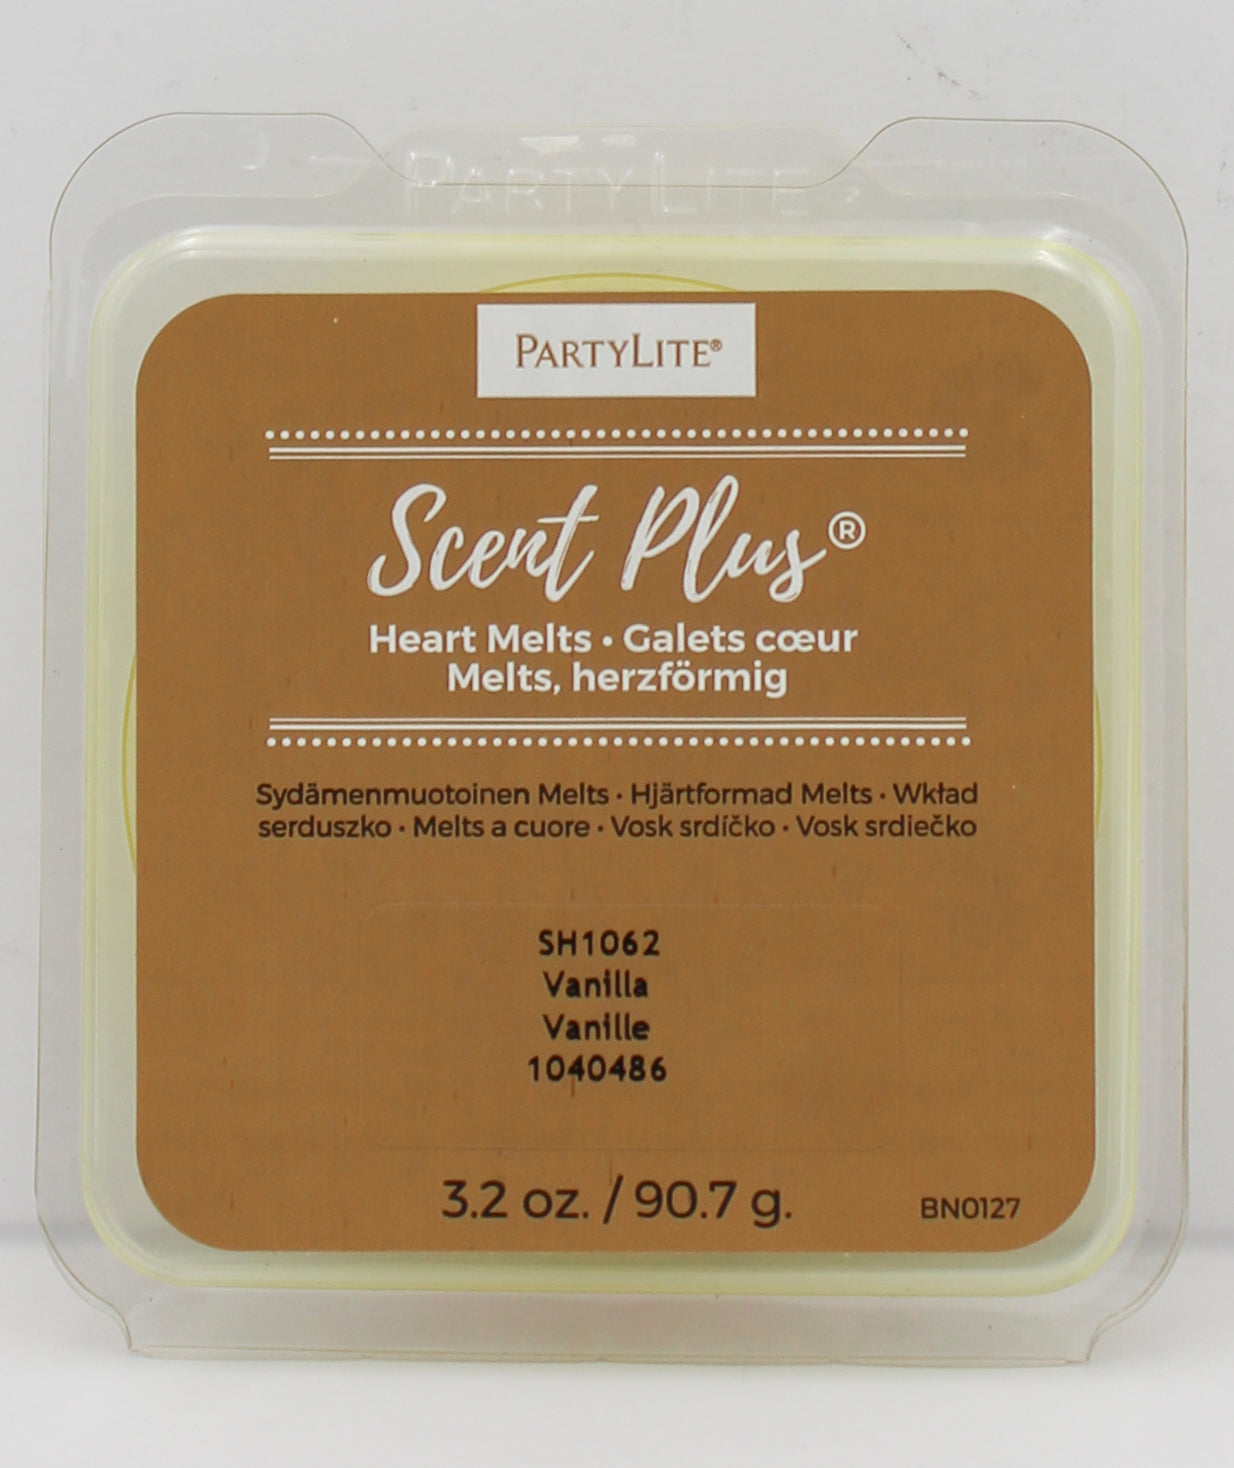 PARTYLITE
PARTYLITE®
Scent Plus®
Heart Melts • Galets cœur
Melts, herzförmig
Sydämenmuotoinen Melts • Hjärtformad Melts • Wkład
serduszko • Melts a cuore • Vosk srdíčko • Vosk srdiečko
SH1062
Vanilla
Vanille
1040486
3.2 oz. / 90.7 g.
BN0127